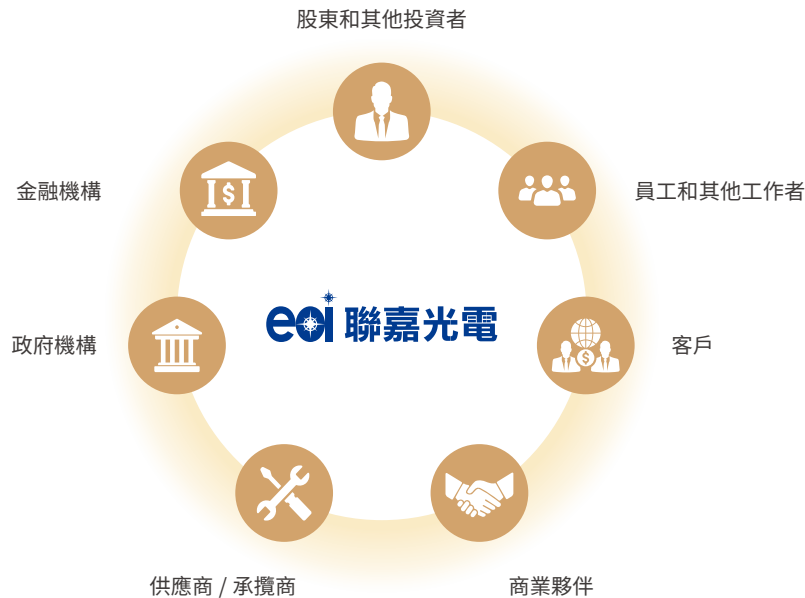 股東和其他投資者
金融機構
員工和其他工作者
$
eoi 聯嘉光電
政府機構
客戶
$
供應商 / 承攬商
商業夥伴